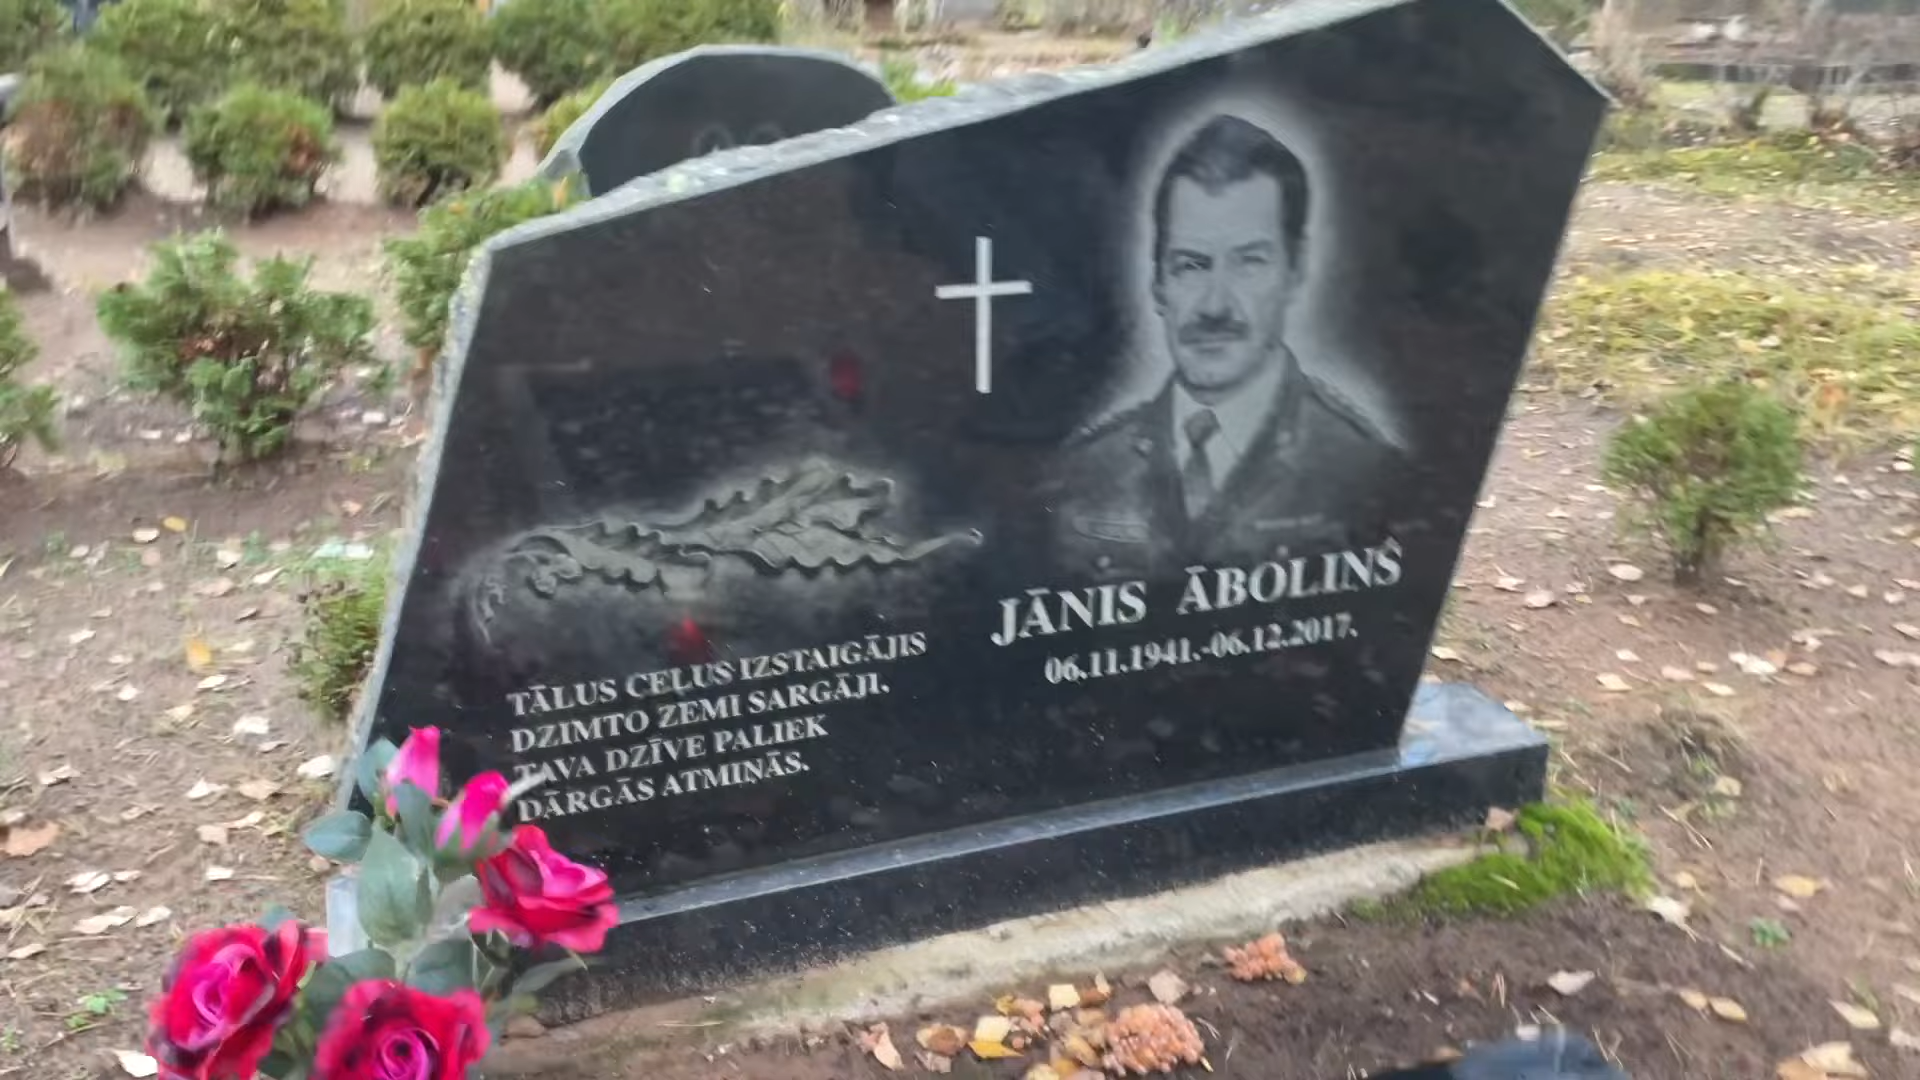 JĀNIS ĀBOLIŅŠ
06.11.1941.-06.12.2017.
TĀLUS CEĻUS IZSTAIGĀJIS
DZIMTO ZEMI SARGĀJI.
TAVA DZĪVE PALIEK
DĀRGĀS ATMIŅĀS.